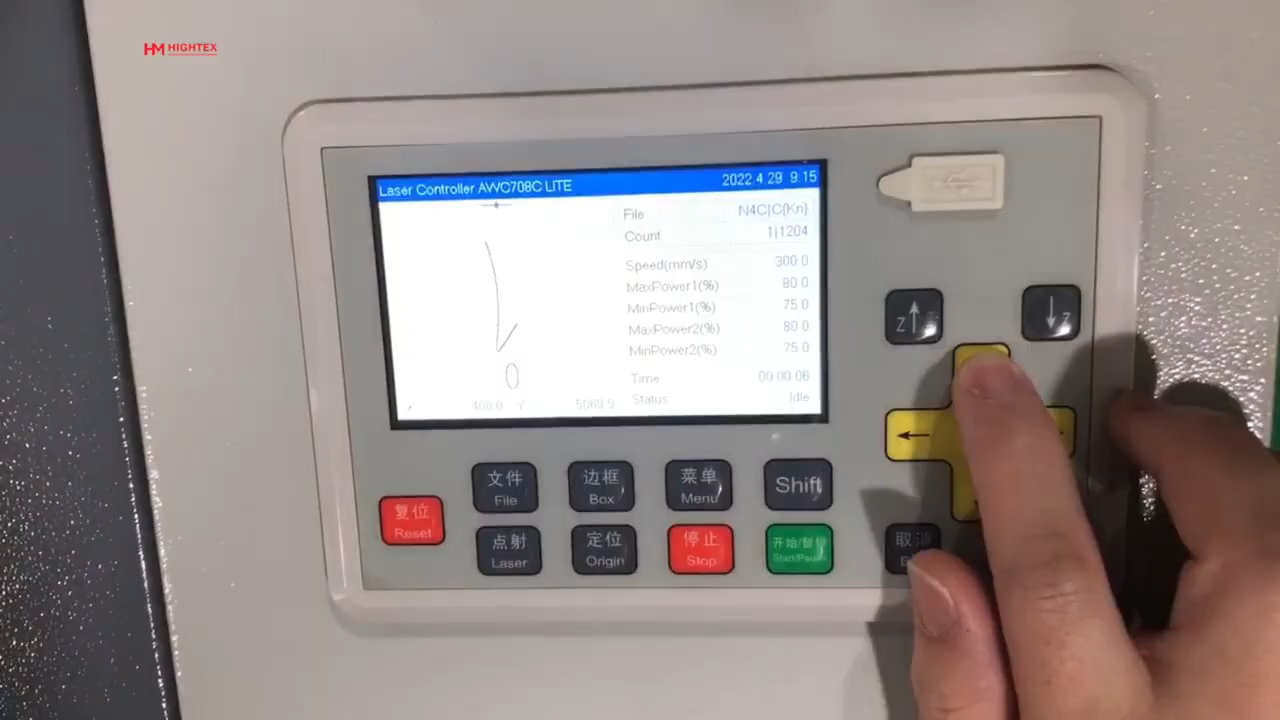 HM HIGHTEX
Laser Controller AWC708C LITE 2022.4.29 9:15
File N4C|C(Kn)
Count 1|1204
Speed(mm/s) 300.0
MaxPower1(%) 80.0
MinPower1(%) 75.0
MaxPower2(%) 80.0
MinPower2(%) 75.0
Time 00:00:06
Status Idle
400.0 Y 5069.9
Z
Z
文件
File
边框
Box
菜单
Menu
Shift
复位
Reset
点射
Laser
定位
Origin
停止
Stop
开始/暂停
Start/Pause
取消